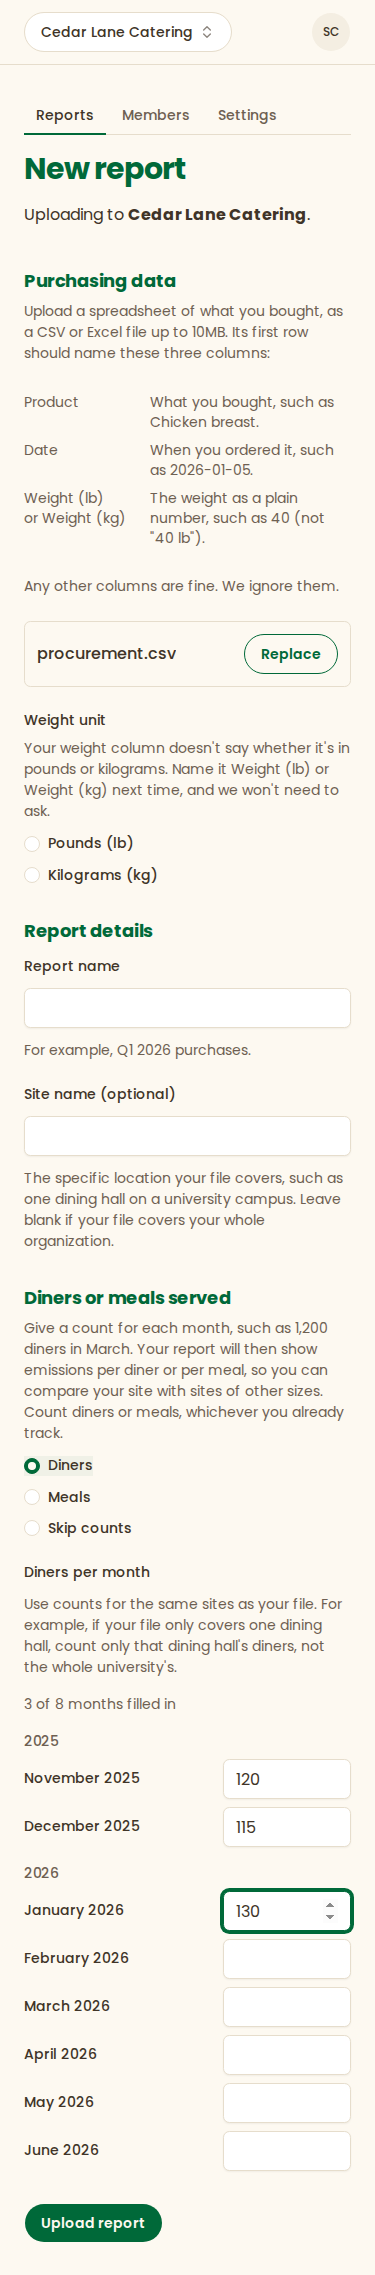 Cedar Lane Catering
SC
Reports
Members
Settings
New report
Uploading to Cedar Lane Catering.
Purchasing data
Upload a spreadsheet of what you bought, as
a CSV or Excel file up to 10MB. Its first row
should name these three columns:
Product
What you bought, such as
Chicken breast.
Date
When you ordered it, such
as 2026-01-05.
Weight (lb)
or Weight (kg)
The weight as a plain
number, such as 40 (not
"40 lb").
Any other columns are fine. We ignore them.
procurement.csv
Replace
Weight unit
Your weight column doesn't say whether it's in
pounds or kilograms. Name it Weight (lb) or
Weight (kg) next time, and we won't need to
ask.
Pounds (lb)
Kilograms (kg)
Report details
Report name
For example, Q1 2026 purchases.
Site name (optional)
The specific location your file covers, such as
one dining hall on a university campus. Leave
blank if your file covers your whole
organization.
Diners or meals served
Give a count for each month, such as 1,200
diners in March. Your report will then show
emissions per diner or per meal, so you can
compare your site with sites of other sizes.
Count diners or meals, whichever you already
track.
Diners
Meals
Skip counts
Diners per month
Use counts for the same sites as your file. For
example, if your file only covers one dining
hall, count only that dining hall's diners, not
the whole university's.
3 of 8 months filled in
2025
November 2025
120
December 2025
115
2026
January 2026
130
February 2026
March 2026
April 2026
May 2026
June 2026
Upload report